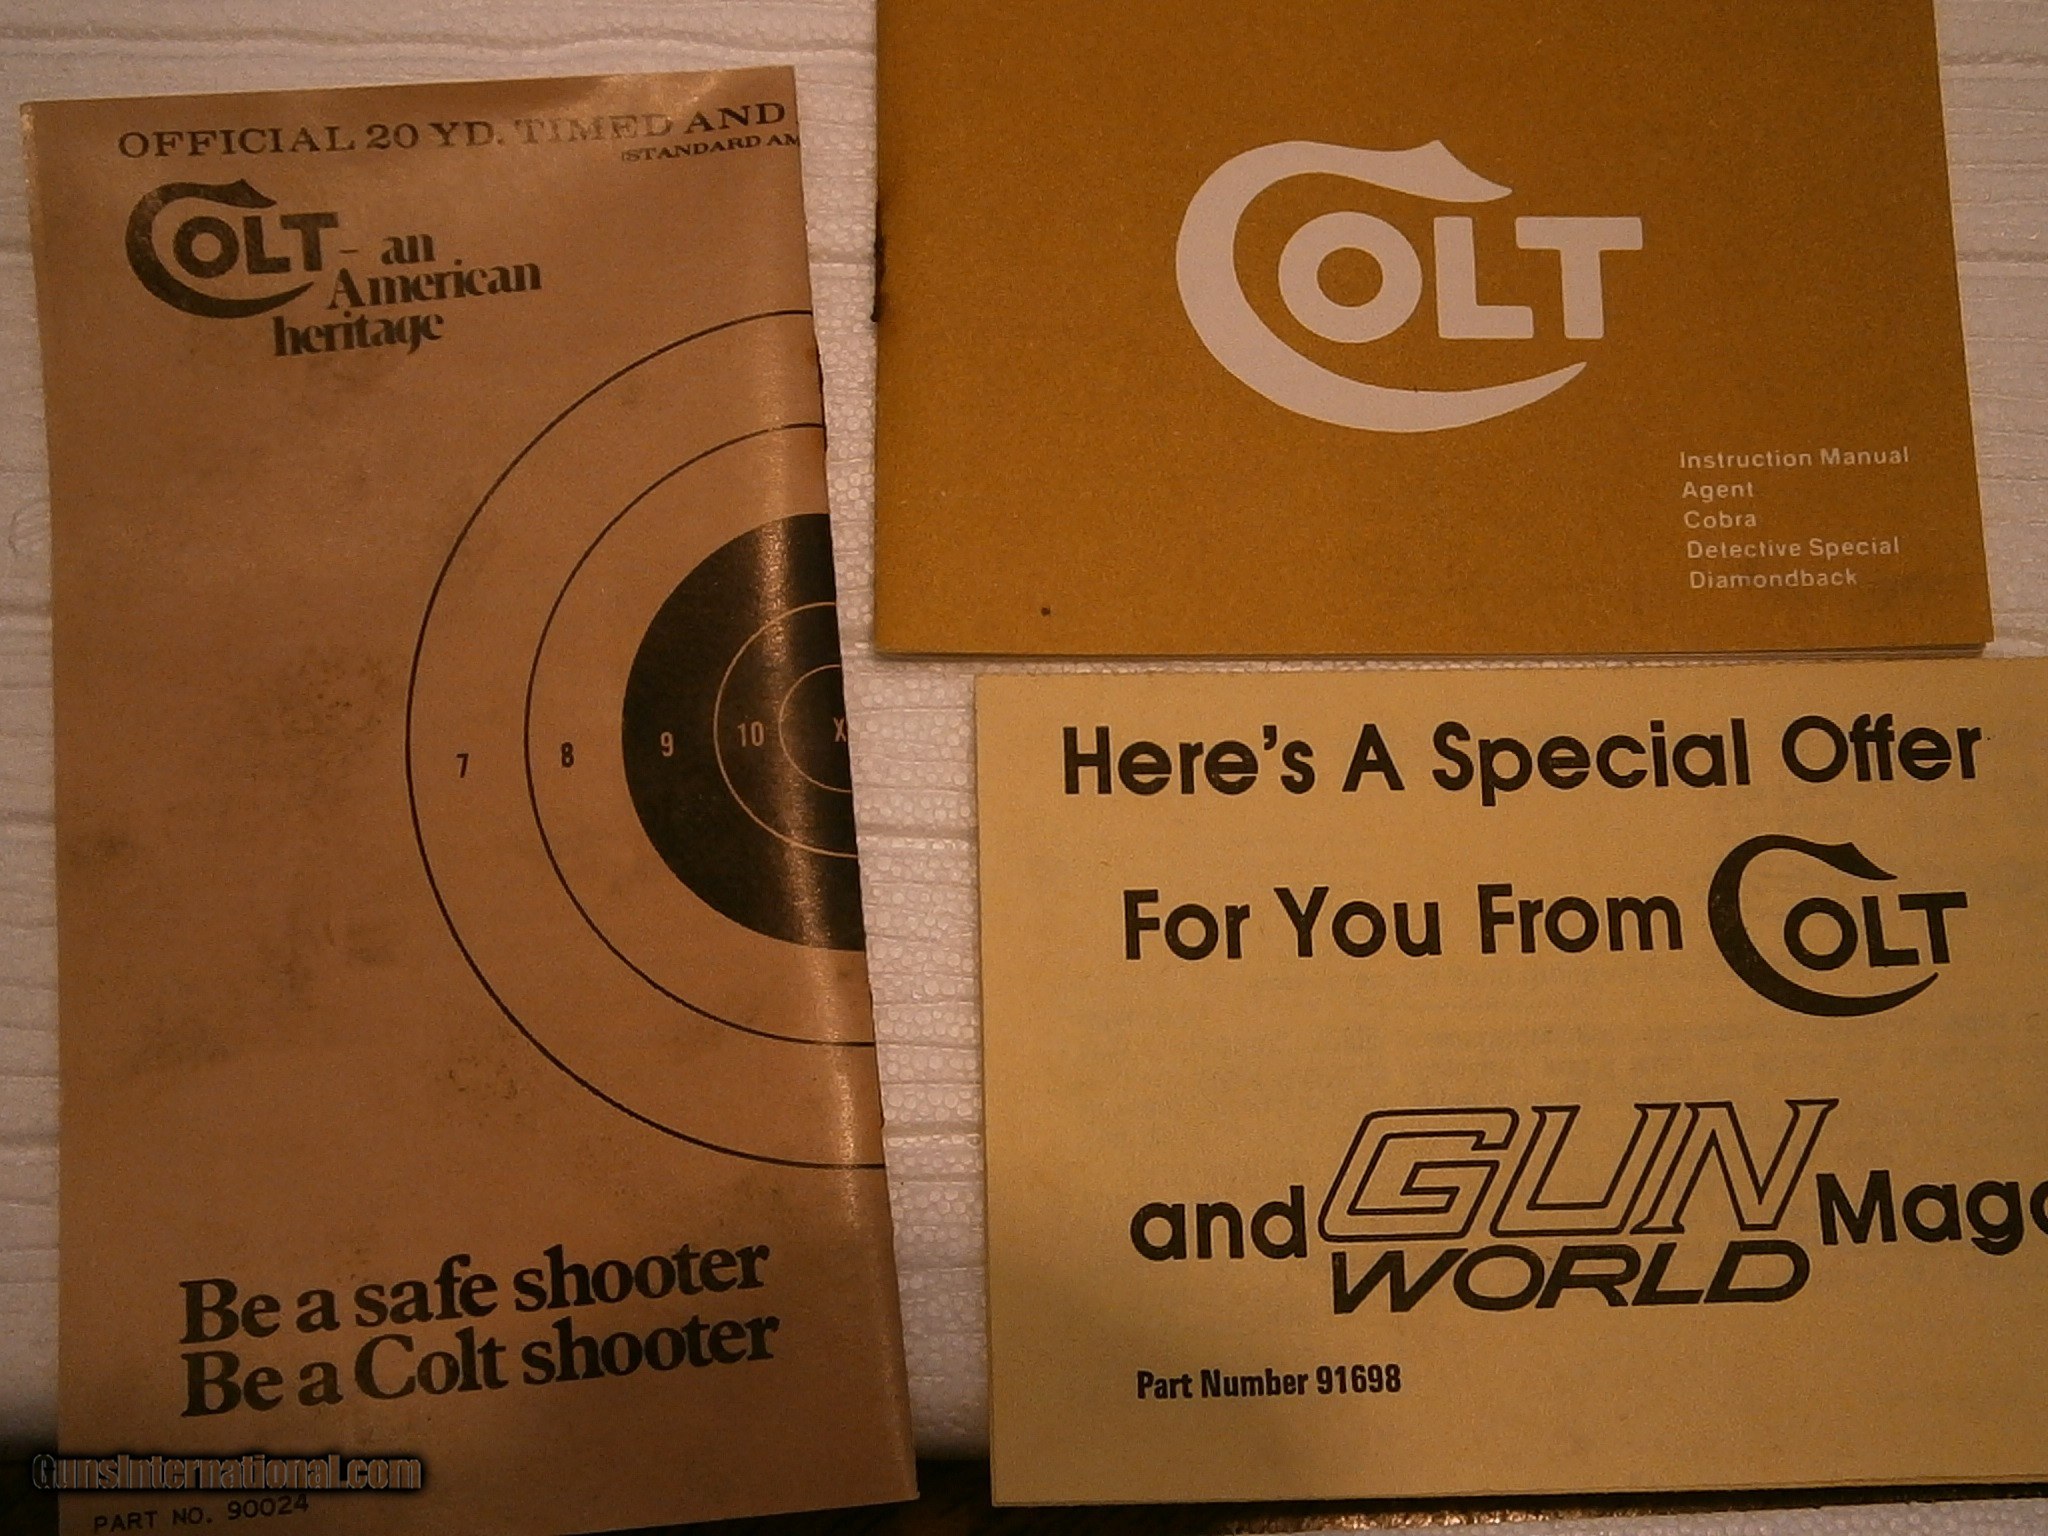 OFFICIAL 20 YD. TIMED AND
(STANDARD AM
COLT - an
American
heritage
7 8 9 10 X
Be a safe shooter
Be a Colt shooter
PART NO. 90024
COLT
Instruction Manual
Agent
Cobra
Detective Special
Diamondback
Here's A Special Offer
For You From COLT
and GUN WORLD Maga
Part Number 91698
GunsInternational.com